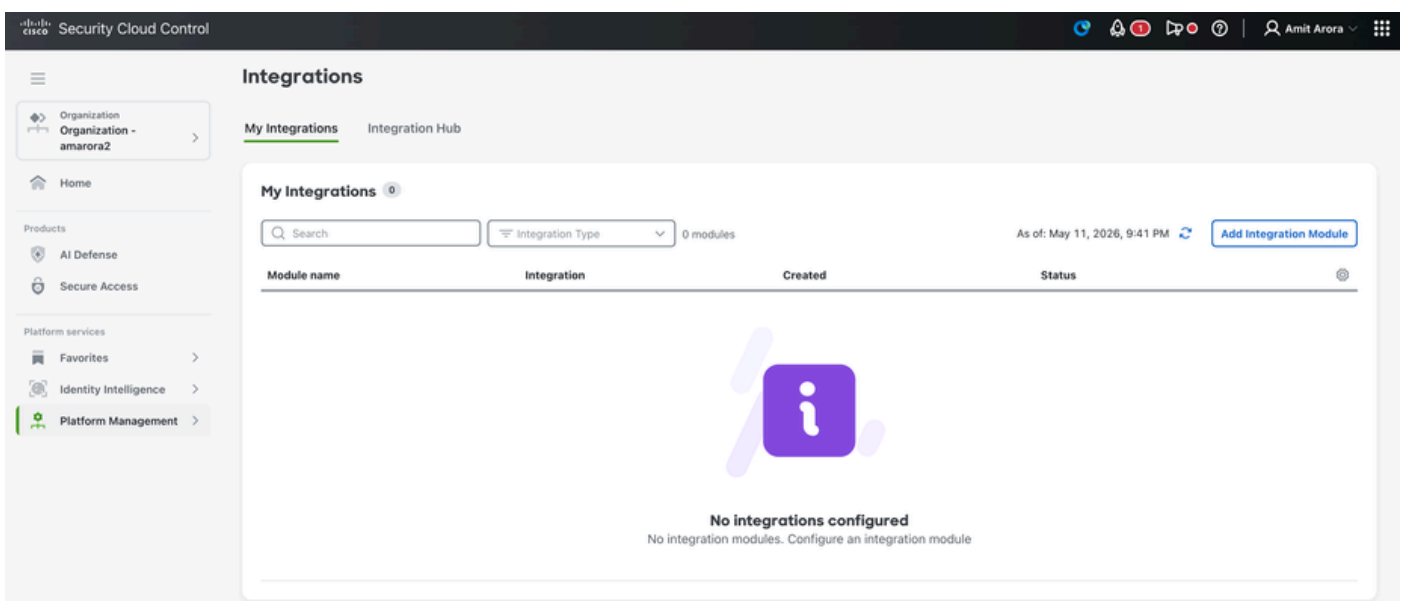 cisco Security Cloud Control
1
Amit Arora
Integrations
Organization
Organization -
amarora2
My Integrations Integration Hub
Home
My Integrations 0
Search
Integration Type
0 modules
As of: May 11, 2026, 9:41 PM
Add Integration Module
Products
AI Defense
Secure Access
Module name Integration Created Status
Platform services
Favorites
Identity Intelligence
Platform Management
No integrations configured
No integration modules. Configure an integration module